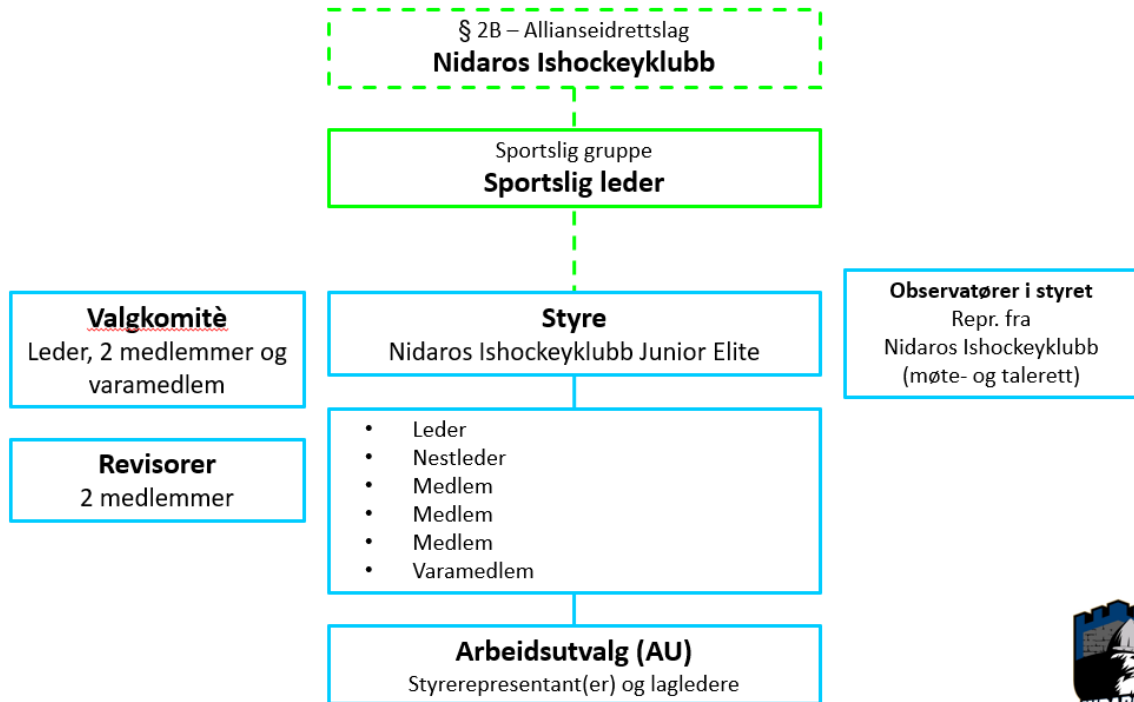 § 2B – Allianseidrettslag
Nidaros Ishockeyklubb
Sportslig gruppe
Sportslig leder
Valgkomitè
Leder, 2 medlemmer og
varamedlem
Revisorer
2 medlemmer
Styre
Nidaros Ishockeyklubb Junior Elite
• Leder
• Nestleder
• Medlem
• Medlem
• Medlem
• Varamedlem
Arbeidsutvalg (AU)
Styrerepresentant(er) og lagledere
Observatører i styret
Repr. fra
Nidaros Ishockeyklubb
(møte- og talerett)